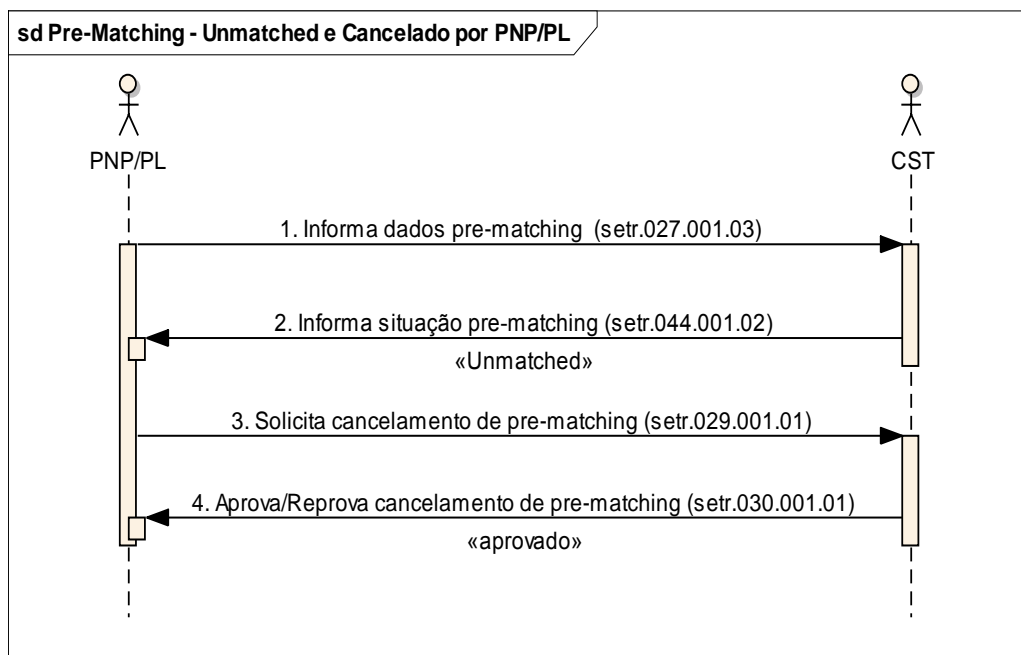 sd Pre-Matching - Unmatched e Cancelado por PNP/PL
PNP/PL
CST
1. Informa dados pre-matching (setr.027.001.03)
2. Informa situação pre-matching (setr.044.001.02)
«Unmatched»
3. Solicita cancelamento de pre-matching (setr.029.001.01)
4. Aprova/Reprova cancelamento de pre-matching (setr.030.001.01)
«aprovado»